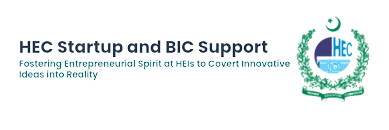 HEC Startup and BIC Support
Fostering Entrepreneurial Spirit at HEIs to Covert Innovative
Ideas into Reality
HEC